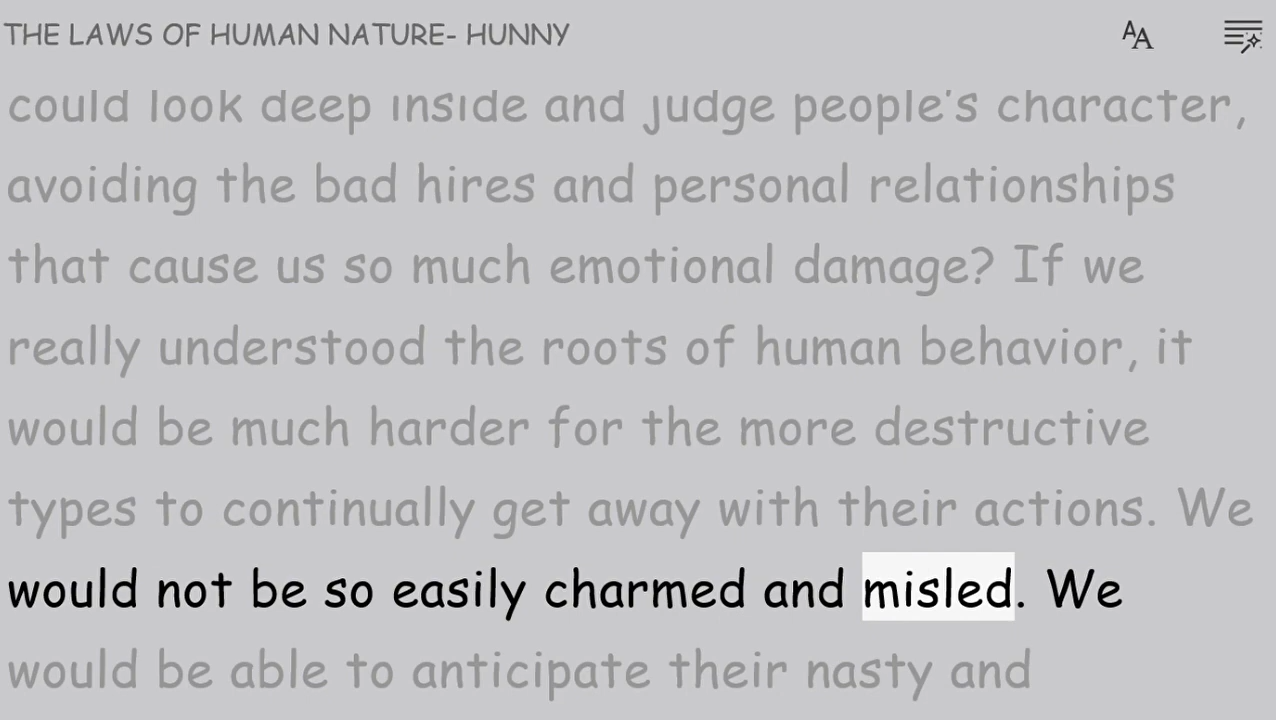 THE LAWS OF HUMAN NATURE- HUNNY
AA
could look deep inside and judge people's character,
avoiding the bad hires and personal relationships
that cause us so much emotional damage? If we
really understood the roots of human behavior, it
would be much harder for the more destructive
types to continually get away with their actions. We
would not be so easily charmed and misled. We
would be able to anticipate their nasty and